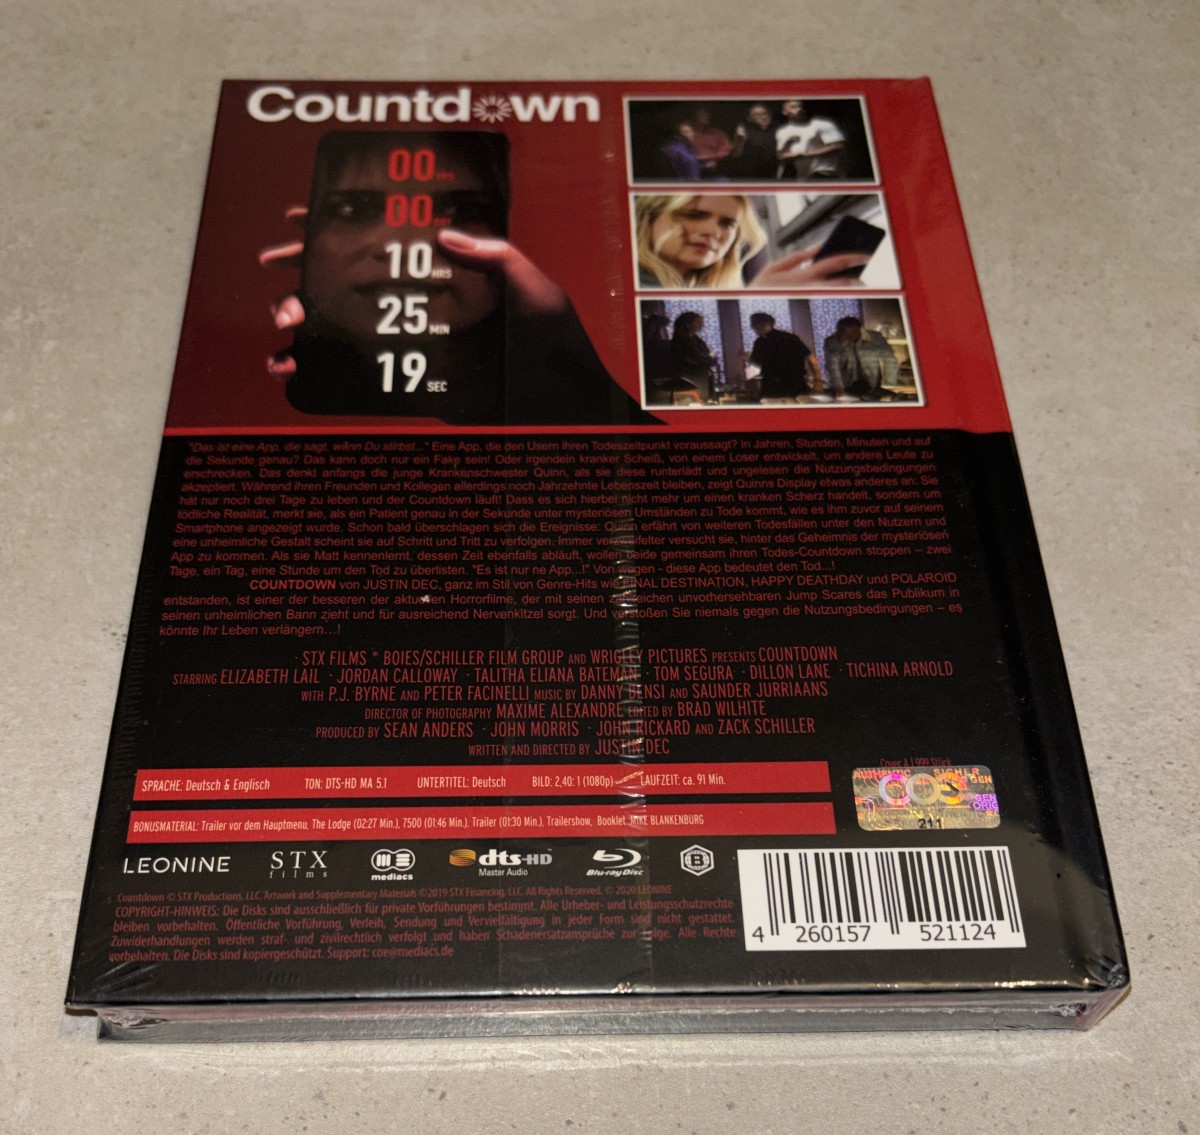 Countdown
00 HRS
00
10 HRS
25 MIN
19 SEC
"Das ist eine App, die sagt, wann Du stirbst..." Eine App, die den Usern ihren Todeszeitpunkt voraussagt? In Jahren, Stunden, Minuten und auf
die Sekunde genau? Das kann doch nur ein Fake sein! Oder irgendein kranker Scheiß, von einem Loser entwickelt, um andere Leute zu
erschrecken. Das denkt anfangs die junge Krankenschwester Quinn, als sie diese runterlädt und ungelesen die Nutzungsbedingungen
akzeptiert. Während ihren Freunden und Kollegen allerdings noch Jahrzehnte Lebenszeit bleiben, zeigt Quinns Display etwas anderes an: Sie
hat nur noch drei Tage zu leben und der Countdown läuft! Dass es sich hierbei nicht mehr um einen kranken Scherz handelt, sondern um
tödliche Realität, merkt sie, als ein Patient genau in der Sekunde unter mysteriösen Umständen zu Tode kommt, wie es ihm zuvor auf seinem
Smartphone angezeigt wurde. Schon bald überschlagen sich die Ereignisse: Quinn erfährt von weiteren Todesfällen unter den Nutzern und
eine unheimliche Gestalt scheint sie auf Schritt und Tritt zu verfolgen. Immer verzweifelter versucht sie, hinter das Geheimnis der mysteriösen
App zu kommen. Als sie Matt kennenlernt, dessen Zeit ebenfalls abläuft, wollen beide gemeinsam ihren Todes-Countdown stoppen – zwei
Tage, ein Tag, eine Stunde um den Tod zu überlisten. "Es ist nur ne App...!" Von wegen - diese App bedeutet den Tod...!
COUNTDOWN von JUSTIN DEC, ganz im Stil von Genre-Hits wie FINAL DESTINATION, HAPPY DEATHDAY und POLAROID
entstanden, ist einer der besseren der aktuellen Horrorfilme, der mit seinen zahlreichen unvorhersehbaren Jump Scares das Publikum in
seinen unheimlichen Bann zieht und für ausreichend Nervenkitzel sorgt. Und verstoßen Sie niemals gegen die Nutzungsbedingungen – es
könnte Ihr Leben verlängern...!
STX FILMS * BOIES/SCHILLER FILM GROUP AND WRIGLEY PICTURES PRESENTS COUNTDOWN
STARRING ELIZABETH LAIL · JORDAN CALLOWAY · TALITHA ELIANA BATEMAN · TOM SEGURA · DILLON LANE · TICHINA ARNOLD
WITH P.J. BYRNE AND PETER FACINELLI MUSIC BY DANNY BENSI AND SAUNDER JURRIAANS
DIRECTOR OF PHOTOGRAPHY MAXIME ALEXANDRE EDITED BY BRAD WILHITE
PRODUCED BY SEAN ANDERS · JOHN MORRIS · JOHN RICKARD AND ZACK SCHILLER
WRITTEN AND DIRECTED BY JUSTIN DEC
Cover A | 999 Stück
SPRACHE: Deutsch & Englisch TON: DTS-HD MA 5.1 UNTERTITEL: Deutsch BILD: 2,40:1 (1080p) LAUFZEIT: ca. 91 Min.
AUTHENTIC
211
BONUSMATERIAL: Trailer vor dem Hauptmenu, The Lodge (02:27 Min.), 7500 (01:46 Min.), Trailer (01:30 Min.), Trailershow, Booklet MIKE BLANKENBURG
LEONINE STX films mediacs dts-HD Master Audio Blu-ray Disc B
Countdown © STX Productions, LLC. Artwork and Supplementary Materials ©2019 STX Financing, LLC. All Rights Reserved. © 2020 LEONINE
COPYRIGHT-HINWEIS: Die Disks sind ausschließlich für private Vorführungen bestimmt. Alle Urheber- und Leistungsschutzrechte
bleiben vorbehalten. Öffentliche Vorführung, Verleih, Sendung und Vervielfältigung in jeder Form sind nicht gestattet.
Zuwiderhandlungen werden straf- und zivilrechtlich verfolgt und haben Schadenersatzansprüche zur Folge. Alle Rechte
vorbehalten. Die Disks sind kopiergeschützt. Support: coe@mediacs.de
4 260157 521124